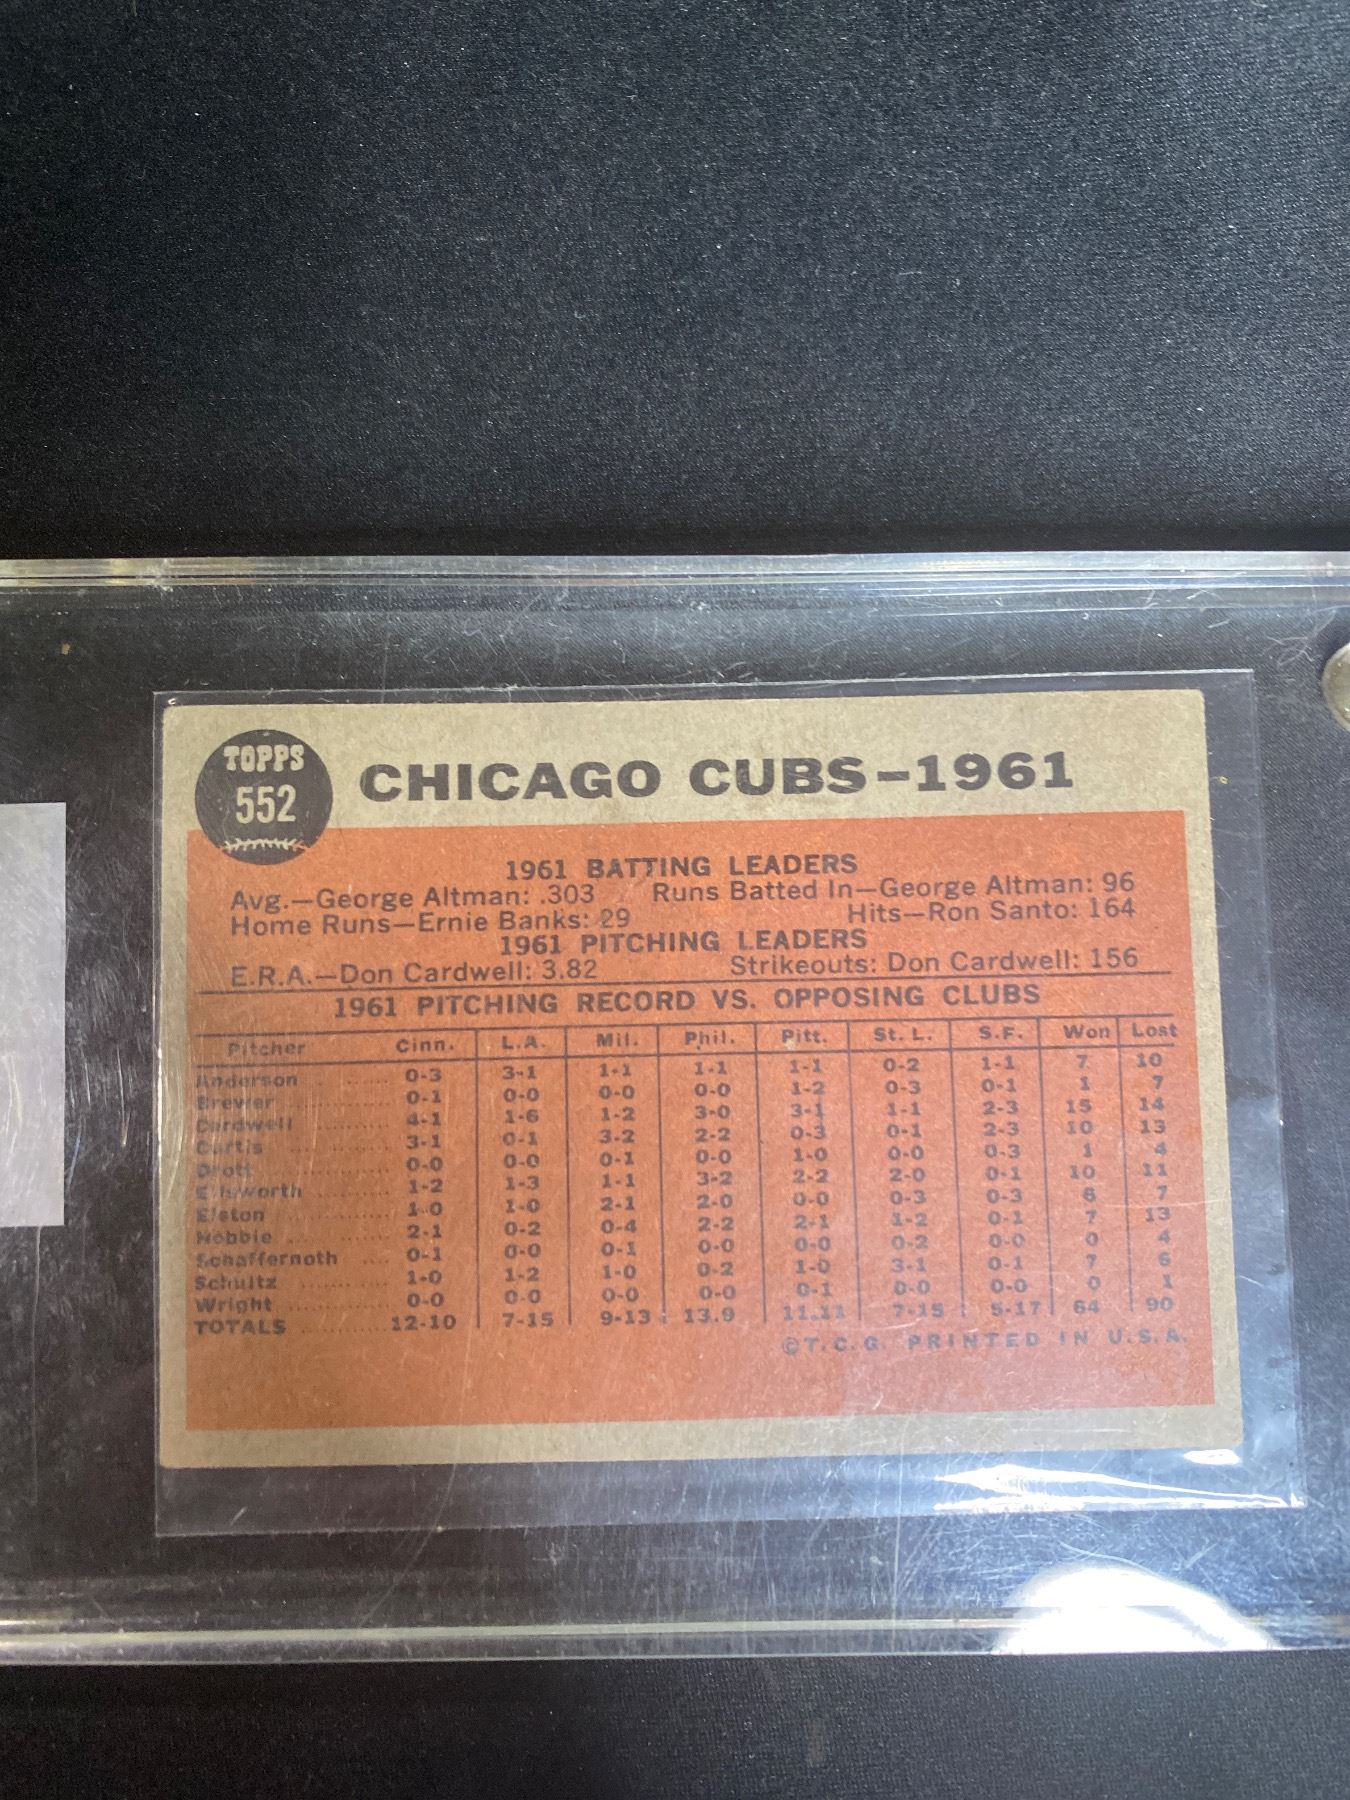 TOPPS
552
CHICAGO CUBS-1961
1961 BATTING LEADERS
Avg.—George Altman: .303 Runs Batted In—George Altman: 96
Home Runs—Ernie Banks: 29 Hits—Ron Santo: 164
1961 PITCHING LEADERS
E.R.A.—Don Cardwell: 3.82 Strikeouts: Don Cardwell: 156
1961 PITCHING RECORD VS. OPPOSING CLUBS
Pitcher Cinn. L.A. Mil. Phil. Pitt. St. L. S.F. Won Lost
Anderson 0-3 3-1 1-1 1-1 1-1 0-2 1-1 7 10
Brewer 0-1 0-0 0-0 0-0 1-2 0-3 0-1 1 7
Cardwell 4-1 1-6 1-2 3-0 3-1 1-1 2-3 15 14
Curtis 3-1 0-1 3-2 2-2 0-3 0-1 2-3 10 13
Drott 0-0 0-0 0-1 0-0 1-0 0-0 0-3 1 4
Ellsworth 1-2 1-3 1-1 3-2 2-2 2-0 0-1 10 11
Elston 1-0 1-0 2-1 2-0 0-0 0-3 0-3 6 7
Hobbie 2-1 0-2 0-4 2-2 2-1 1-2 0-1 7 13
Schaffernoth 0-1 0-0 0-1 0-0 0-0 0-2 0-0 0 4
Schultz 1-0 1-2 1-0 0-2 1-0 3-1 0-1 7 6
Wright 0-0 0-0 0-0 0-0 0-1 0-0 0-0 0 1
TOTALS 12-10 7-15 9-13 13.9 11.11 7-15 5-17 64 90
©T.C.G. PRINTED IN U.S.A.